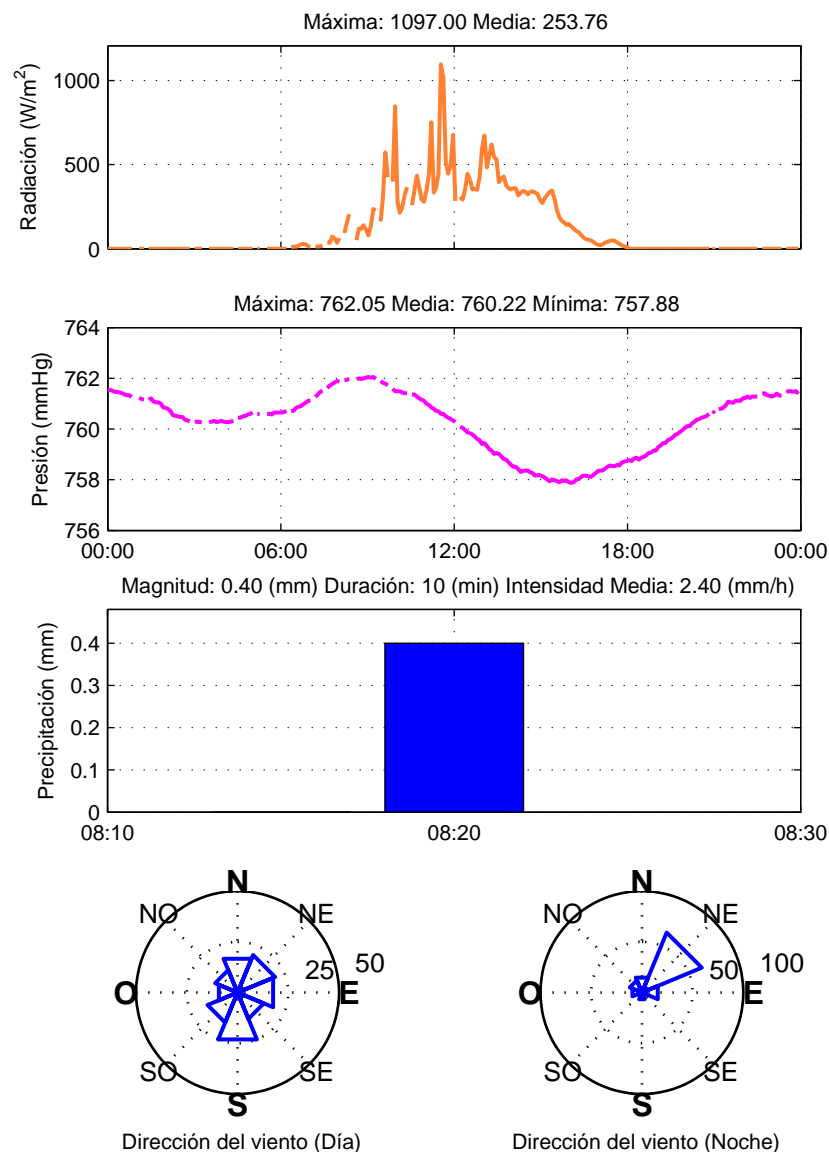 Máxima: 1097.00 Media: 253.76
1000
500
0
Radiación (W/m²)
Máxima: 762.05 Media: 760.22 Mínima: 757.88
764
762
760
758
756
Presión (mmHg)
00:00 06:00 12:00 18:00 00:00
Magnitud: 0.40 (mm) Duración: 10 (min) Intensidad Media: 2.40 (mm/h)
0.4
0.3
0.2
0.1
0
Precipitación (mm)
08:10 08:20 08:30
N
NO NE
25 50
O E
SO SE
S
Dirección del viento (Día)
N
NO NE
50 100
O E
SO SE
S
Dirección del viento (Noche)